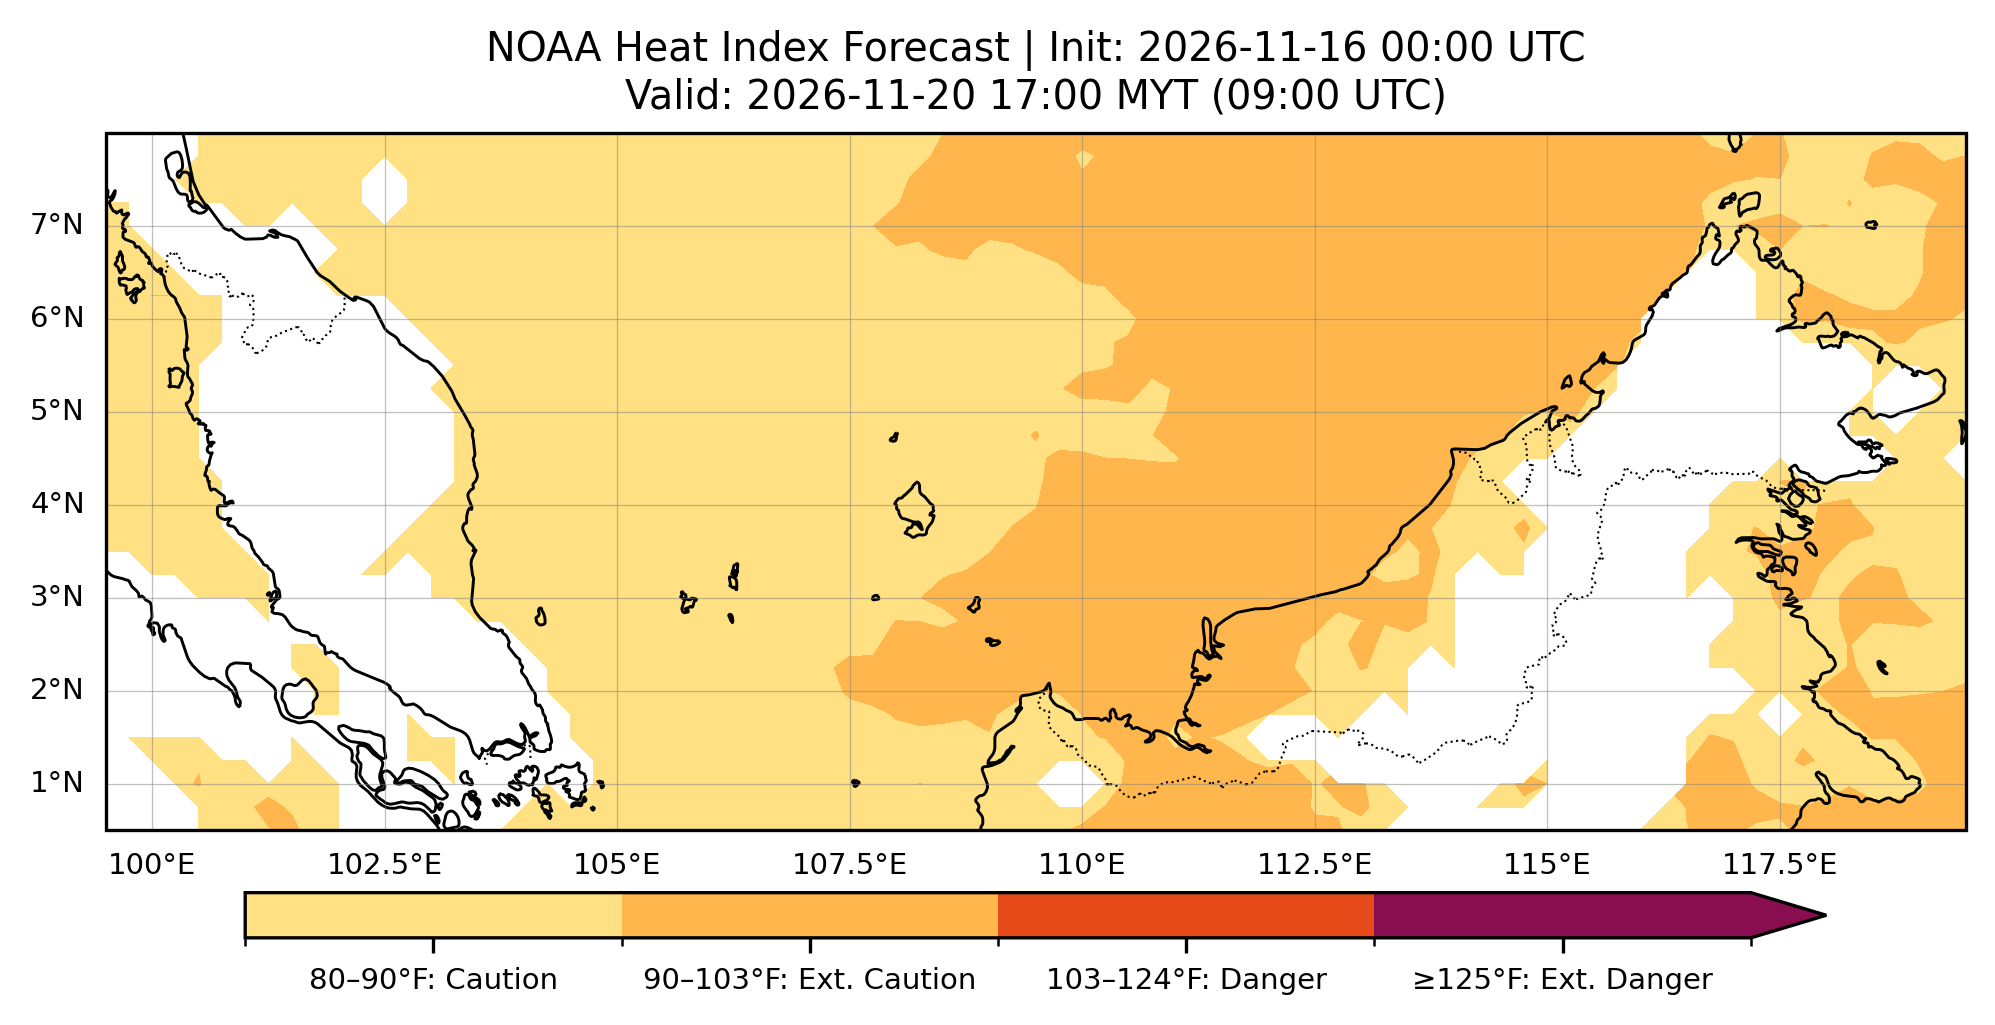 NOAA Heat Index Forecast | Init: 2026-11-16 00:00 UTC
Valid: 2026-11-20 17:00 MYT (09:00 UTC)
7°N
6°N
5°N
4°N
3°N
2°N
1°N
100°E
102.5°E
105°E
107.5°E
110°E
112.5°E
115°E
117.5°E
80–90°F: Caution
90–103°F: Ext. Caution
103–124°F: Danger
≥125°F: Ext. Danger